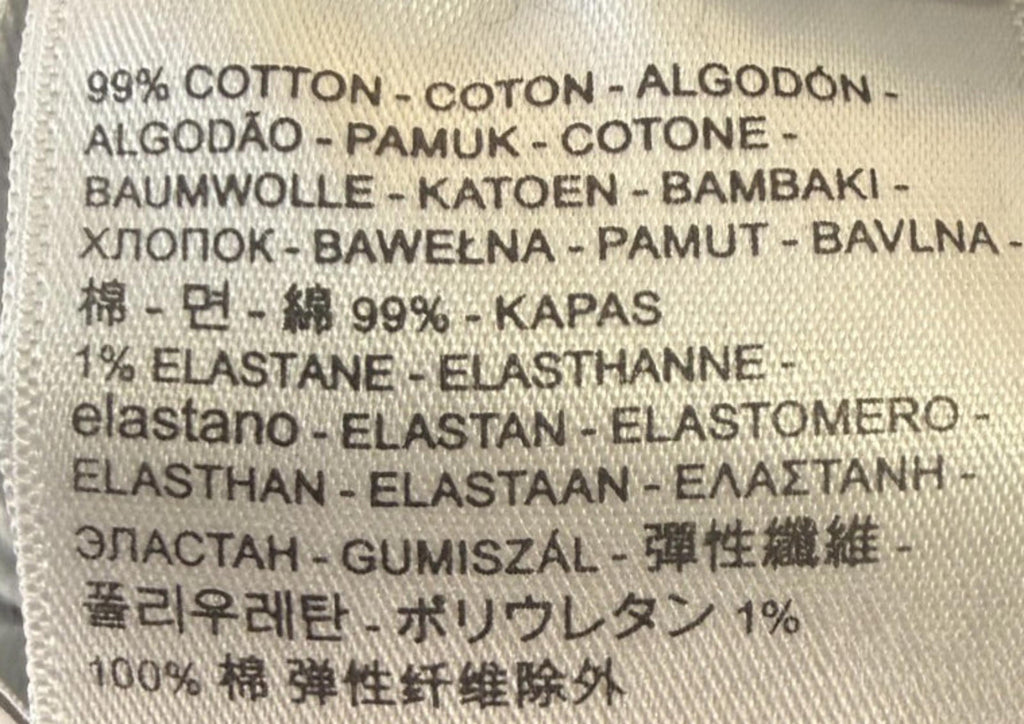 99% COTTON - COTON - ALGODÓN -
ALGODÃO - PAMUK - COTONE -
BAUMWOLLE - KATOEN - BAMBAKI -
ХЛОПОК - BAWEŁNA - PAMUT - BAVLNA -
棉 - 면 - 綿 99% - KAPAS
1% ELASTANE - ELASTHANNE -
elastano - ELASTAN - ELASTOMERO -
ELASTHAN - ELASTAAN - ΕΛΑΣΤΑΝΗ -
ЭЛАСТАН - GUMISZÁL - 彈性纖維 -
폴리우레탄 - ポリウレタン 1%
100% 棉 弹性纤维除外